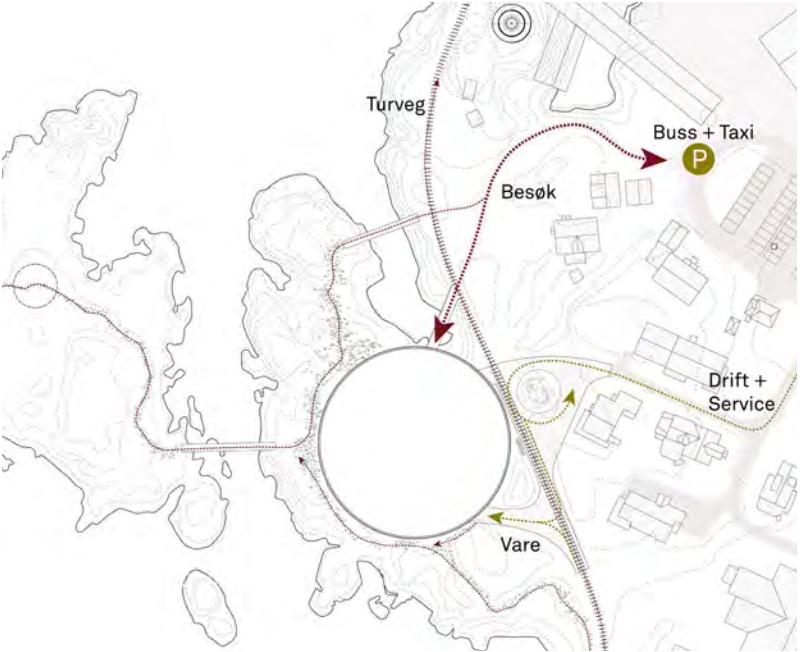 Turveg
Buss + Taxi
P
Besøk
Drift +
Service
Vare